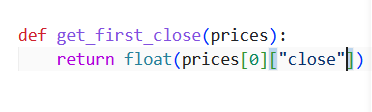 def get_first_close(prices):
    return float(prices[0]["close"])